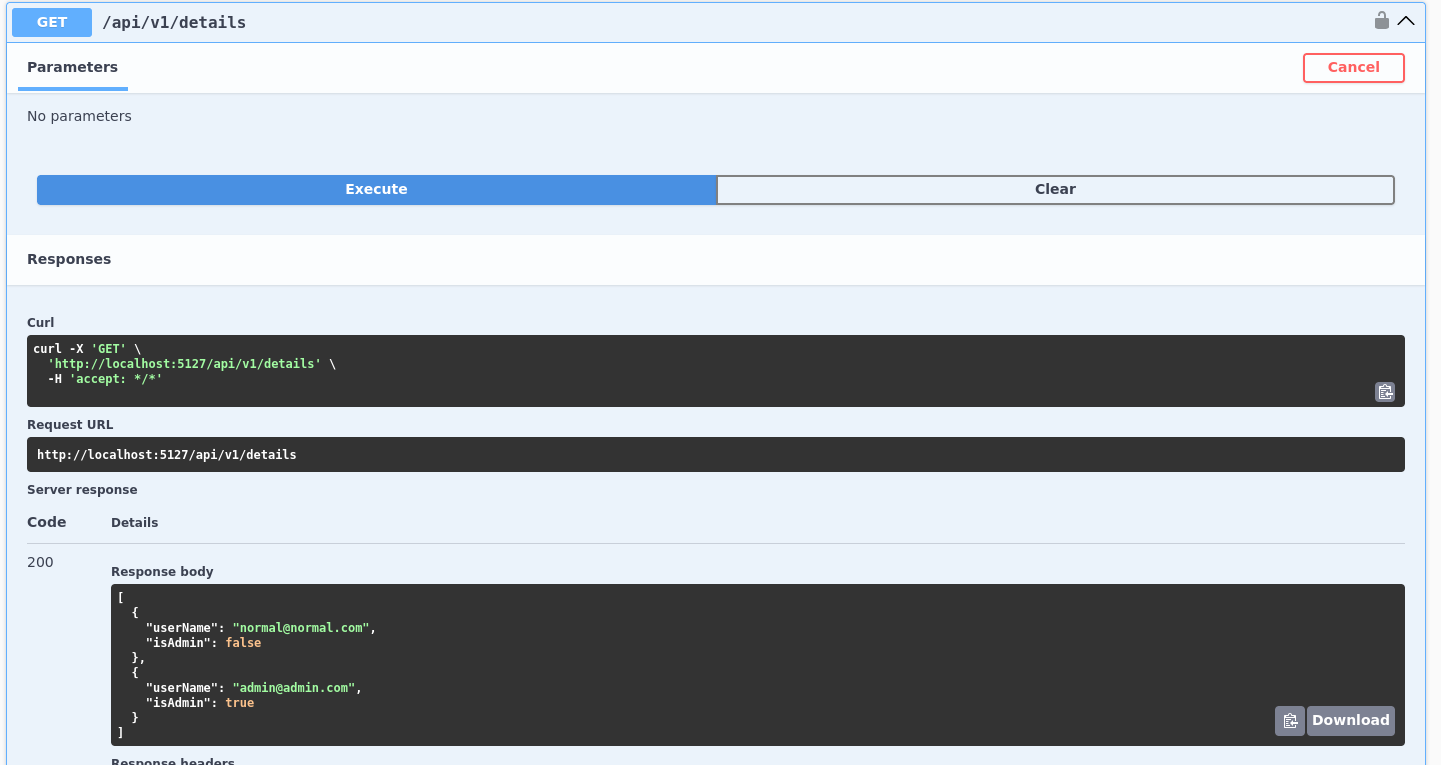 GET /api/v1/details
Parameters
Cancel
No parameters
Execute
Clear
Responses
Curl
curl -X 'GET' \
  'http://localhost:5127/api/v1/details' \
  -H 'accept: */*'
Request URL
http://localhost:5127/api/v1/details
Server response
Code Details
200
Response body
[
  {
    "userName": "normal@normal.com",
    "isAdmin": false
  },
  {
    "userName": "admin@admin.com",
    "isAdmin": true
  }
]
Download
Response headers